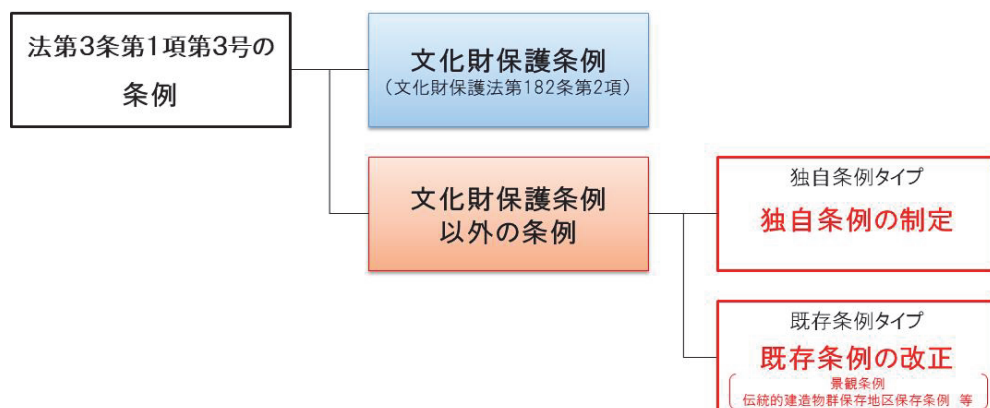 法第3条第1項第3号の
条例
文化財保護条例
（文化財保護法第182条第2項）
文化財保護条例
以外の条例
独自条例タイプ
独自条例の制定
既存条例タイプ
既存条例の改正
景観条例
伝統的建造物群保存地区保存条例 等